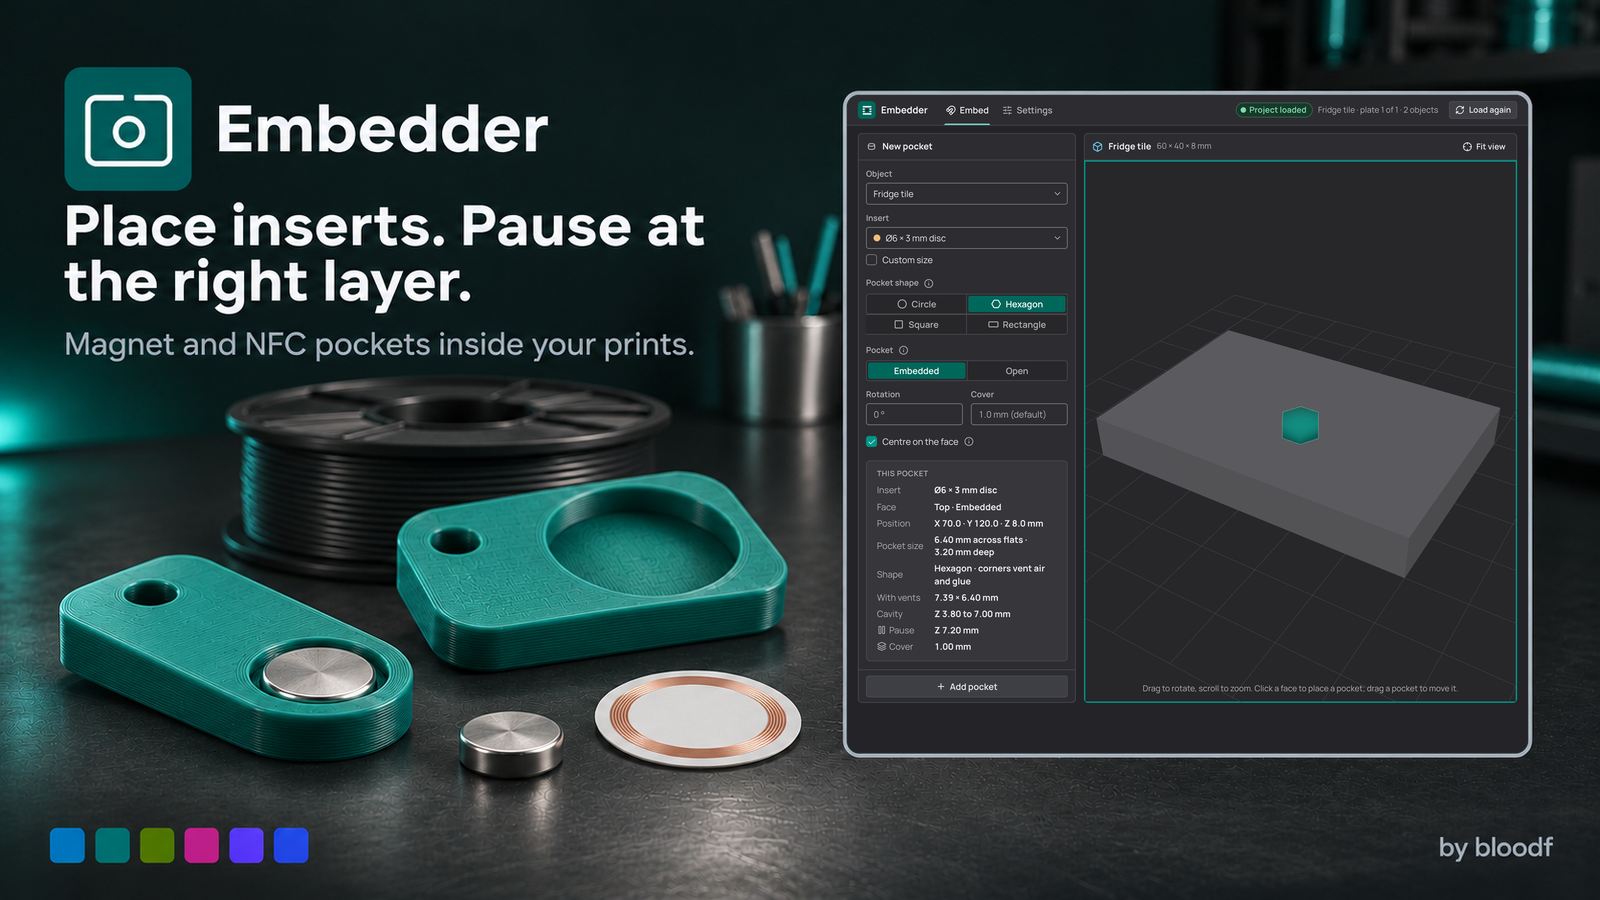 Embedder
Place inserts. Pause at
the right layer.
Magnet and NFC pockets inside your prints.
Embedder
Embed
Settings
Project loaded
Fridge tile · plate 1 of 1 · 2 objects
Load again
New pocket
Object
Fridge tile
Insert
Ø6 × 3 mm disc
Custom size
Pocket shape
Circle
Hexagon
Square
Rectangle
Pocket
Embedded
Open
Rotation
Cover
0 °
1.0 mm (default)
Centre on the face
THIS POCKET
Insert Ø6 × 3 mm disc
Face Top · Embedded
Position X 70.0 · Y 120.0 · Z 8.0 mm
Pocket size 6.40 mm across flats ·
3.20 mm deep
Shape Hexagon · corners vent air
and glue
With vents 7.39 × 6.40 mm
Cavity Z 3.80 to 7.00 mm
Pause Z 7.20 mm
Cover 1.00 mm
+ Add pocket
Fridge tile 60 × 40 × 8 mm
Fit view
Drag to rotate, scroll to zoom. Click a face to place a pocket; drag a pocket to move it.
by bloodf